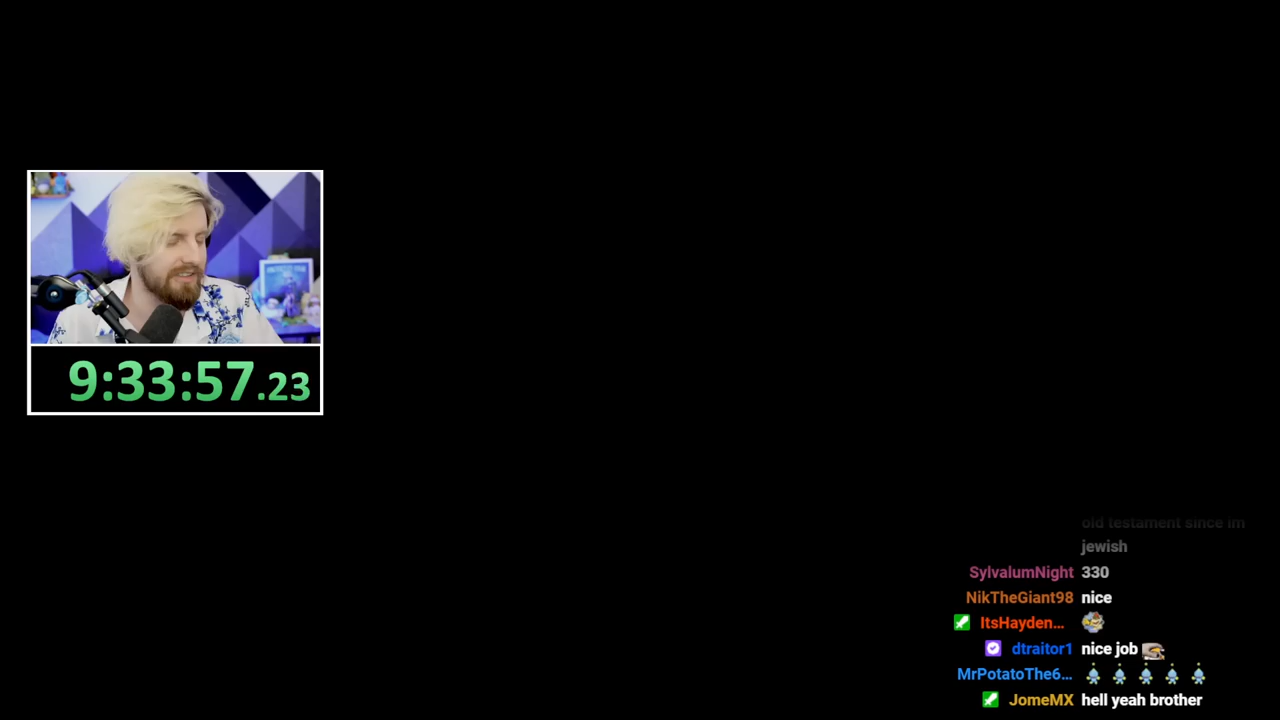 9:33:57.23
old testament since im
jewish
SylvalumNight 330
NikTheGiant98 nice
ItsHayden...
dtraitor1 nice job
MrPotatoThe6...
JomeMX hell yeah brother